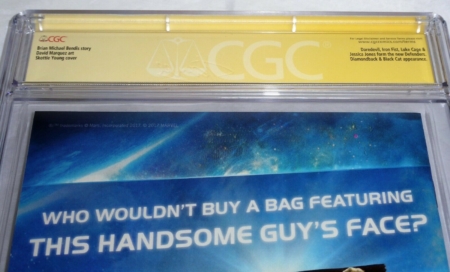 CGC
Brian Michael Bendis story
David Marquez art
Skottie Young cover
CGC
Daredevil, Iron Fist, Luke Cage &
Jessica Jones form the new Defenders.
Diamondback & Black Cat appearance.
WHO WOULDN'T BUY A BAG FEATURING
THIS HANDSOME GUY'S FACE?